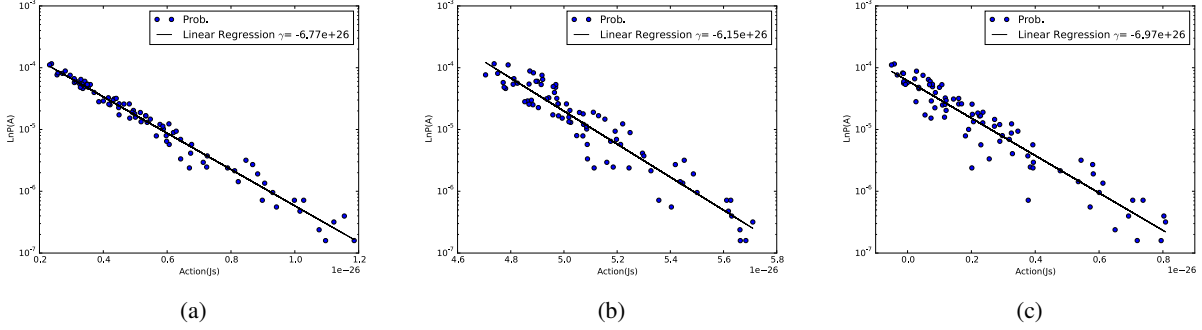 10⁻³
10⁻⁴
10⁻⁵
10⁻⁶
10⁻⁷
LnP(A)
Prob.
Linear Regression γ= -6.77e+26
0.2 0.4 0.6 0.8 1.0 1.2
Action(Js)
1e−26
(a)
10⁻³
10⁻⁴
10⁻⁵
10⁻⁶
10⁻⁷
LnP(A)
Prob.
Linear Regression γ= -6.15e+26
4.6 4.8 5.0 5.2 5.4 5.6 5.8
Action(Js)
1e−26
(b)
10⁻³
10⁻⁴
10⁻⁵
10⁻⁶
10⁻⁷
LnP(A)
Prob.
Linear Regression γ= -6.97e+26
0.0 0.2 0.4 0.6 0.8
Action(Js)
1e−26
(c)